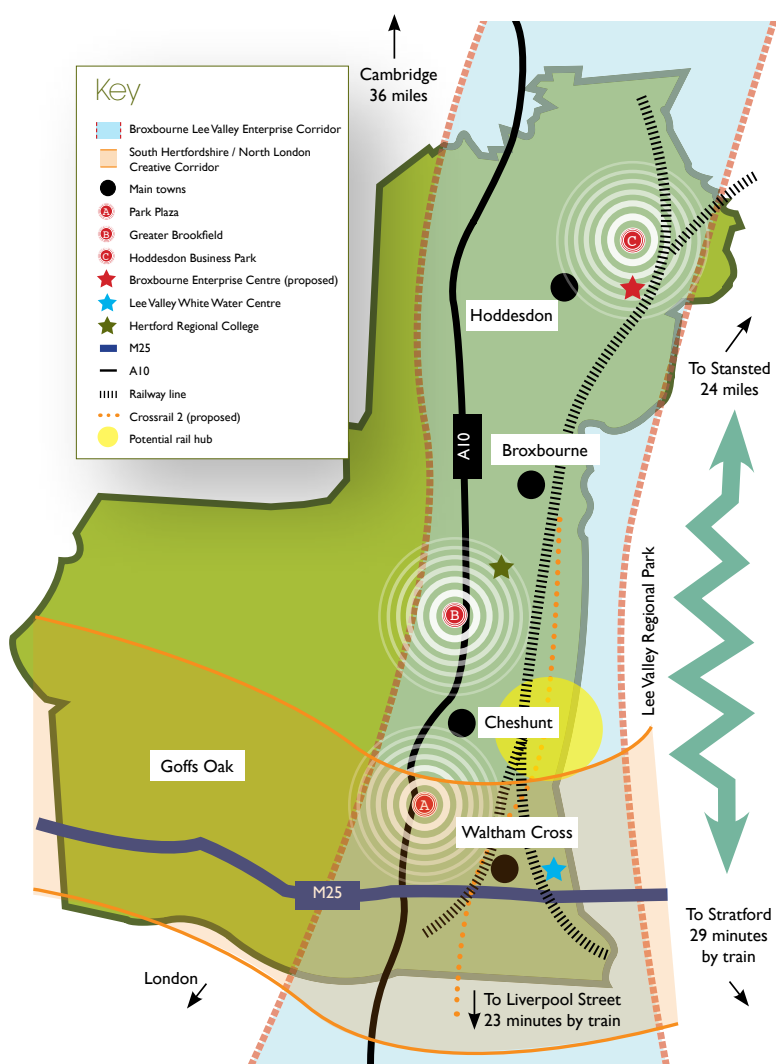 Cambridge
36 miles
Key
Broxbourne Lee Valley Enterprise Corridor
South Hertfordshire / North London
Creative Corridor
Main towns
A Park Plaza
B Greater Brookfield
C Hoddesdon Business Park
Broxbourne Enterprise Centre (proposed)
Lee Valley White Water Centre
Hertford Regional College
M25
A10
Railway line
Crossrail 2 (proposed)
Potential rail hub
C
Hoddesdon
To Stansted
24 miles
A10
Broxbourne
B
Lee Valley Regional Park
Cheshunt
Goffs Oak
A
Waltham Cross
M25
To Stratford
29 minutes
by train
London
To Liverpool Street
23 minutes by train